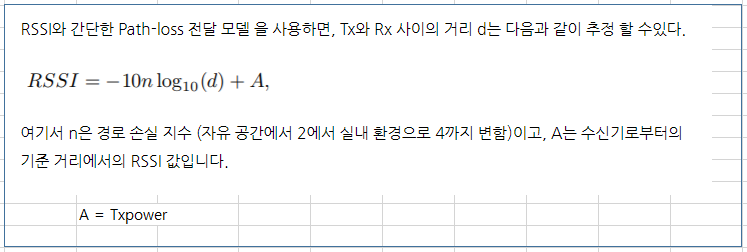 RSSI와 간단한 Path-loss 전달 모델 을 사용하면, Tx와 Rx 사이의 거리 d는 다음과 같이 추정 할 수있다.
RSSI = −10n log₁₀(d) + A,
여기서 n은 경로 손실 지수 (자유 공간에서 2에서 실내 환경으로 4까지 변함)이고, A는 수신기로부터의
기준 거리에서의 RSSI 값입니다.
A = Txpower